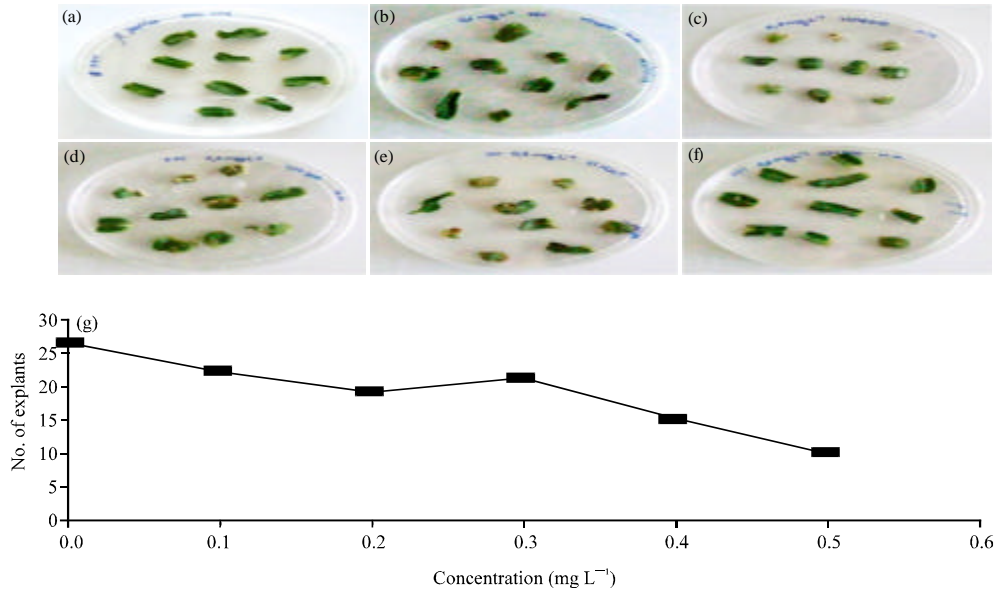 (a)
(b)
(c)
(d)
(e)
(f)
(g)
30
25
20
15
10
5
0
No. of explants
0.0 0.1 0.2 0.3 0.4 0.5 0.6
Concentration (mg L⁻¹)